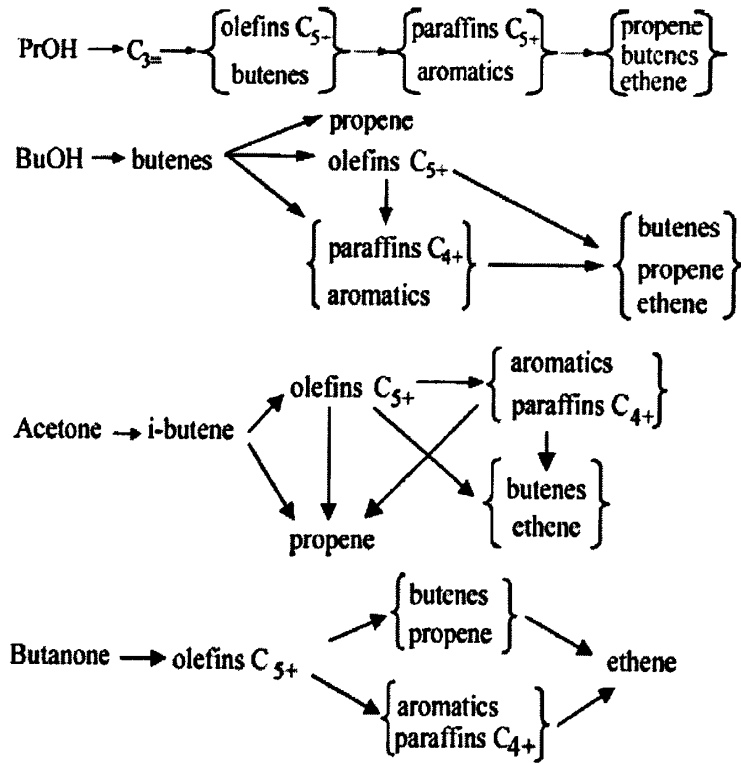 PrOH → C3= → { olefins C5+ butenes } → { paraffins C5+ aromatics } → { propene butenes ethene }
propene
BuOH → butenes
olefins C5+
paraffins C4+
aromatics
butenes
propene
ethene
Acetone → i-butene
olefins C5+
aromatics
paraffins C4+
butenes
ethene
propene
Butanone → olefins C5+
butenes
propene
aromatics
paraffins C4+
ethene